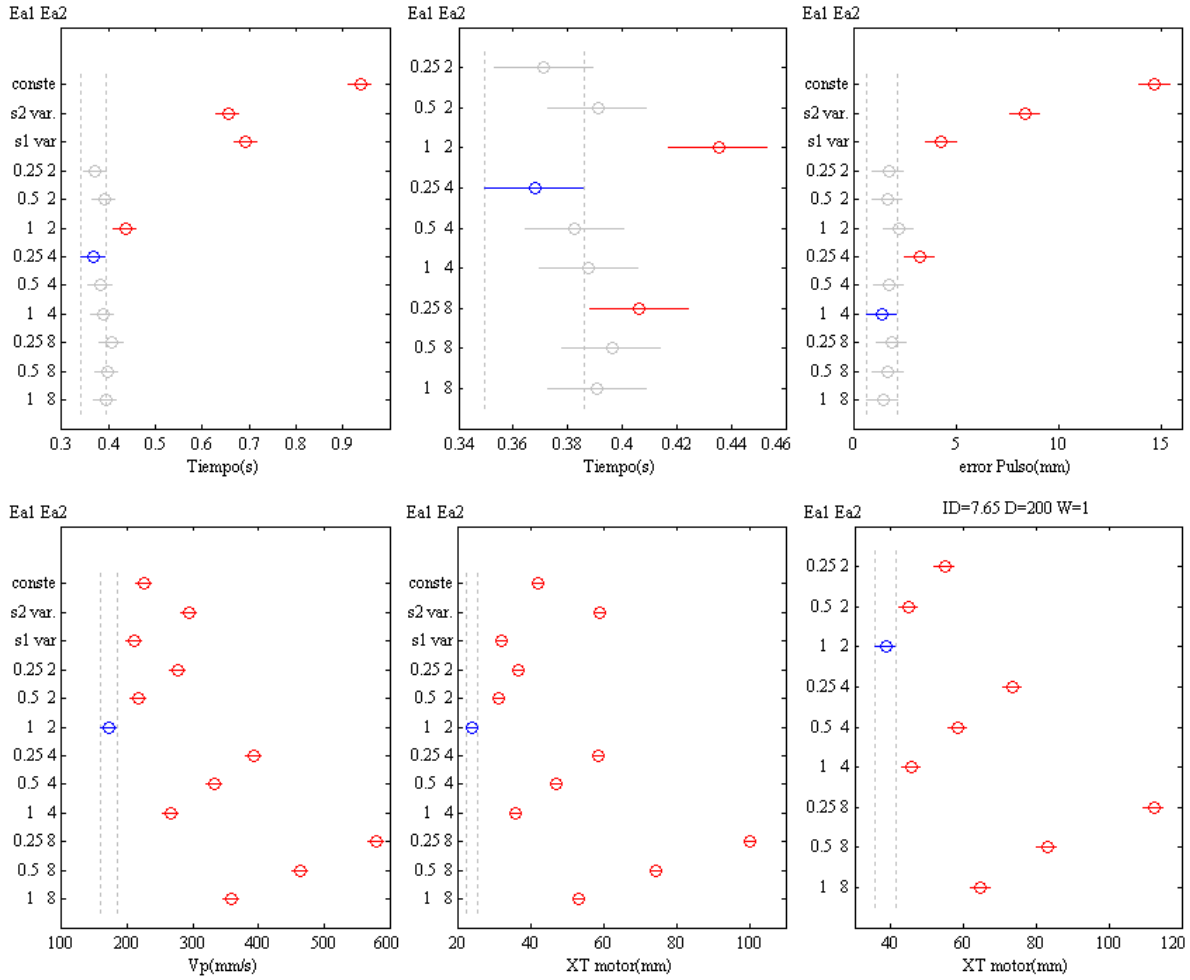 Ea1 Ea2
conste
s2 var.
s1 var
0.25 2
0.5 2
1 2
0.25 4
0.5 4
1 4
0.25 8
0.5 8
1 8
0.3 0.4 0.5 0.6 0.7 0.8 0.9
Tiempo(s)
Ea1 Ea2
0.25 2
0.5 2
1 2
0.25 4
0.5 4
1 4
0.25 8
0.5 8
1 8
0.34 0.36 0.38 0.4 0.42 0.44 0.46
Tiempo(s)
Ea1 Ea2
conste
s2 var.
s1 var
0.25 2
0.5 2
1 2
0.25 4
0.5 4
1 4
0.25 8
0.5 8
1 8
0 5 10 15
error Pulso(mm)
Ea1 Ea2
conste
s2 var.
s1 var
0.25 2
0.5 2
1 2
0.25 4
0.5 4
1 4
0.25 8
0.5 8
1 8
100 200 300 400 500 600
Vp(mm/s)
Ea1 Ea2
conste
s2 var.
s1 var
0.25 2
0.5 2
1 2
0.25 4
0.5 4
1 4
0.25 8
0.5 8
1 8
20 40 60 80 100
XT motor(mm)
Ea1 Ea2
ID=7.65 D=200 W=1
0.25 2
0.5 2
1 2
0.25 4
0.5 4
1 4
0.25 8
0.5 8
1 8
40 60 80 100 120
XT motor(mm)